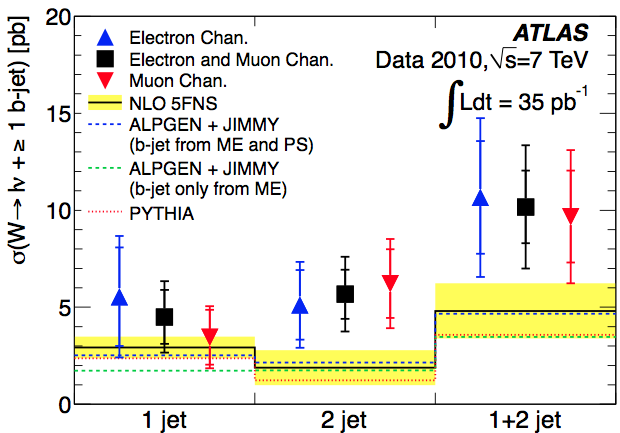 20
15
10
5
0
σ(W→ lν + ≥ 1 b-jet) [pb]
Electron Chan.
Electron and Muon Chan.
Muon Chan.
NLO 5FNS
ALPGEN + JIMMY
(b-jet from ME and PS)
ALPGEN + JIMMY
(b-jet only from ME)
PYTHIA
ATLAS
Data 2010,√s=7 TeV
∫Ldt = 35 pb⁻¹
1 jet
2 jet
1+2 jet